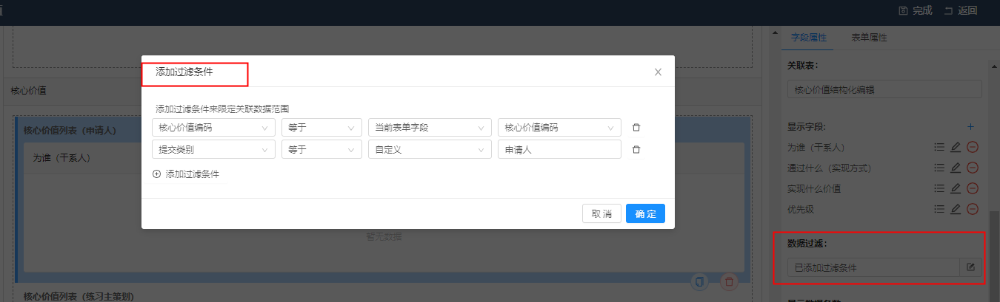 值
完成 返回
字段属性 表单属性
关联表:
核心价值结构化编辑
显示字段:
为谁（干系人）
通过什么（实现方式）
实现什么价值
优先级
数据过滤:
已添加过滤条件
显示数据条数:
核心价值
核心价值列表（申请人）
为谁（干系人）
暂无数据
核心价值列表（练习主策划）
添加过滤条件
添加过滤条件来限定关联数据范围
核心价值编码 等于 当前表单字段 核心价值编码
提交类别 等于 自定义 申请人
添加过滤条件
取 消 确 定